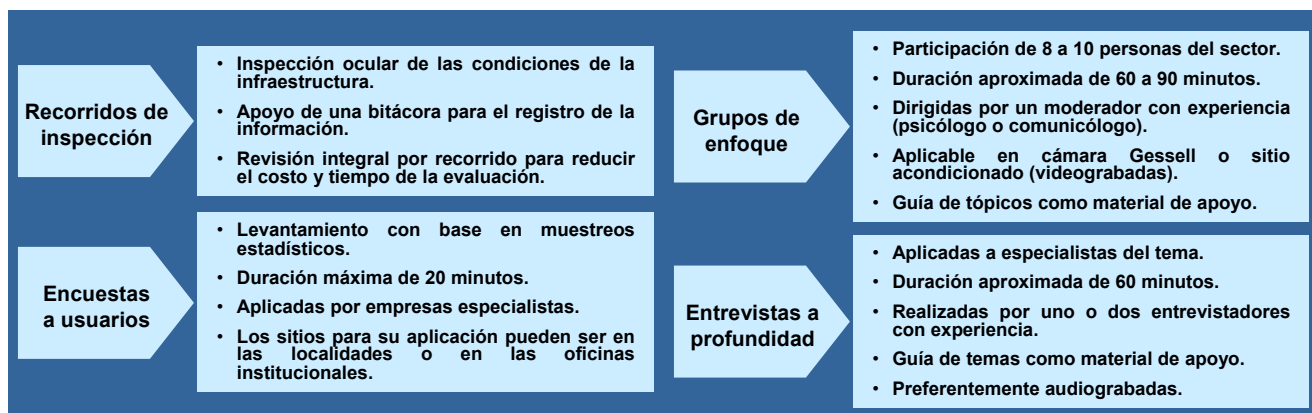 Recorridos de
inspección
• Inspección ocular de las condiciones de la
infraestructura.
• Apoyo de una bitácora para el registro de la
información.
• Revisión integral por recorrido para reducir
el costo y tiempo de la evaluación.
Encuestas
a usuarios
• Levantamiento con base en muestreos
estadísticos.
• Duración máxima de 20 minutos.
• Aplicadas por empresas especialistas.
• Los sitios para su aplicación pueden ser en
las localidades o en las oficinas
institucionales.
Grupos de
enfoque
• Participación de 8 a 10 personas del sector.
• Duración aproximada de 60 a 90 minutos.
• Dirigidas por un moderador con experiencia
(psicólogo o comunicólogo).
• Aplicable en cámara Gessell o sitio
acondicionado (videograbadas).
• Guía de tópicos como material de apoyo.
Entrevistas a
profundidad
• Aplicadas a especialistas del tema.
• Duración aproximada de 60 minutos.
• Realizadas por uno o dos entrevistadores
con experiencia.
• Guía de temas como material de apoyo.
• Preferentemente audiograbadas.